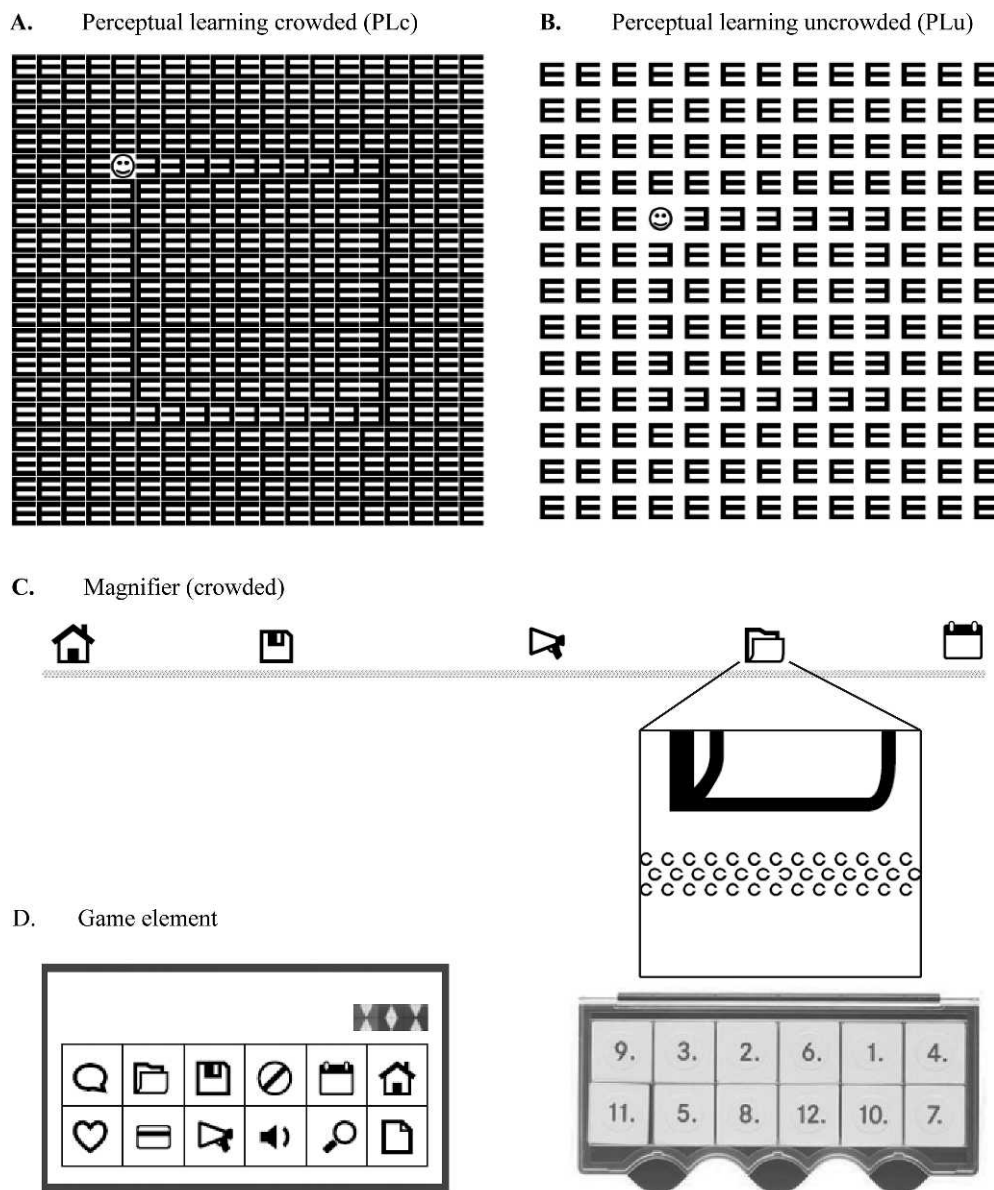 A. Perceptual learning crowded (PLc)
B. Perceptual learning uncrowded (PLu)
C. Magnifier (crowded)
D. Game element
9. 3. 2. 6. 1. 4.
11. 5. 8. 12. 10. 7.